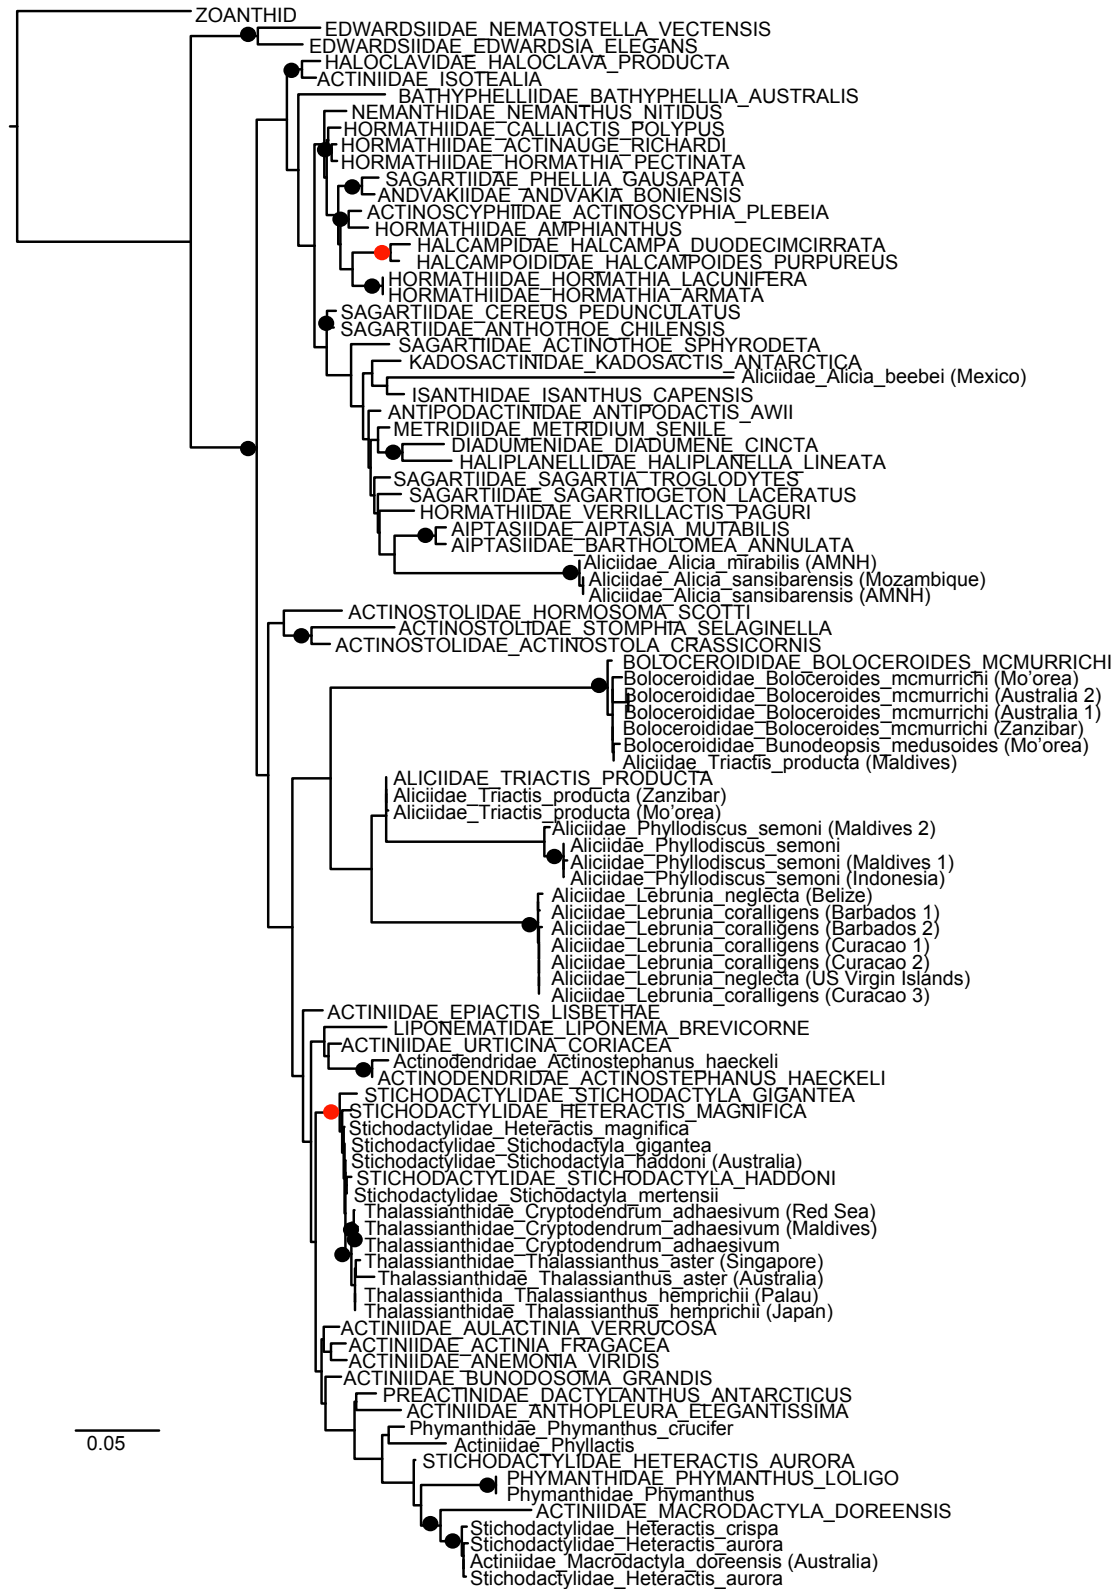 ZOANTHID
EDWARDSIIDAE_NEMATOSTELLA_VECTENSIS
EDWARDSIIDAE_EDWARDSIA_ELEGANS
HALOCLAVIDAE_HALOCLAVA_PRODUCTA
ACTINIIDAE_ISOTEALIA
BATHYPHELLIIDAE_BATHYPHELLIA_AUSTRALIS
NEMANTHIDAE_NEMANTHUS_NITIDUS
HORMATHIIDAE_CALLIACTIS_POLYPUS
HORMATHIIDAE_ACTINAUGE_RICHARDI
HORMATHIIDAE_HORMATHIA_PECTINATA
SAGARTIIDAE_PHELLIA_GAUSAPATA
ANDVAKIIDAE_ANDVAKIA_BONIENSIS
ACTINOSCYPHIIDAE_ACTINOSCYPHIA_PLEBEIA
HORMATHIIDAE_AMPHIANTHUS
HALCAMPIDAE_HALCAMPA_DUODECIMCIRRATA
HALCAMPOIDIDAE_HALCAMPOIDES_PURPUREUS
HORMATHIIDAE_HORMATHIA_LACUNIFERA
HORMATHIIDAE_HORMATHIA_ARMATA
SAGARTIIDAE_CEREUS_PEDUNCULATUS
SAGARTIIDAE_ANTHOTHOE_CHILENSIS
SAGARTIIDAE_ACTINOTHOE_SPHYRODETA
KADOSACTINIDAE_KADOSACTIS_ANTARCTICA
Aliciidae_Alicia_beebei (Mexico)
ISANTHIDAE_ISANTHUS_CAPENSIS
ANTIPODACTINIDAE_ANTIPODACTIS_AWII
METRIDIIDAE_METRIDIUM_SENILE
DIADUMENIDAE_DIADUMENE_CINCTA
HALIPLANELLIDAE_HALIPLANELLA_LINEATA
SAGARTIIDAE_SAGARTIA_TROGLODYTES
SAGARTIIDAE_SAGARTIOGETON_LACERATUS
HORMATHIIDAE_VERRILLACTIS_PAGURI
AIPTASIIDAE_AIPTASIA_MUTABILIS
AIPTASIIDAE_BARTHOLOMEA_ANNULATA
Aliciidae_Alicia_mirabilis (AMNH)
Aliciidae_Alicia_sansibarensis (Mozambique)
Aliciidae_Alicia_sansibarensis (AMNH)
ACTINOSTOLIDAE_HORMOSOMA_SCOTTI
ACTINOSTOLIDAE_STOMPHIA_SELAGINELLA
ACTINOSTOLIDAE_ACTINOSTOLA_CRASSICORNIS
BOLOCEROIDIDAE_BOLOCEROIDES_MCMURRICHI
Boloceroididae_Boloceroides_mcmurrichi (Mo'orea)
Boloceroididae_Boloceroides_mcmurrichi (Australia 2)
Boloceroididae_Boloceroides_mcmurrichi (Australia 1)
Boloceroididae_Boloceroides_mcmurrichi (Zanzibar)
Boloceroididae_Bunodeopsis_medusoides (Mo'orea)
Aliciidae_Triactis_producta (Maldives)
ALICIIDAE_TRIACTIS_PRODUCTA
Aliciidae_Triactis_producta (Zanzibar)
Aliciidae_Triactis_producta (Mo'orea)
Aliciidae_Phyllodiscus_semoni (Maldives 2)
Aliciidae_Phyllodiscus_semoni
Aliciidae_Phyllodiscus_semoni (Maldives 1)
Aliciidae_Phyllodiscus_semoni (Indonesia)
Aliciidae_Lebrunia_neglecta (Belize)
Aliciidae_Lebrunia_coralligens (Barbados 1)
Aliciidae_Lebrunia_coralligens (Barbados 2)
Aliciidae_Lebrunia_coralligens (Curacao 1)
Aliciidae_Lebrunia_coralligens (Curacao 2)
Aliciidae_Lebrunia_neglecta (US Virgin Islands)
Aliciidae_Lebrunia_coralligens (Curacao 3)
ACTINIIDAE_EPIACTIS_LISBETHAE
LIPONEMATIDAE_LIPONEMA_BREVICORNE
ACTINIIDAE_URTICINA_CORIACEA
Actinodendridae_Actinostephanus_haeckeli
ACTINODENDRIDAE_ACTINOSTEPHANUS_HAECKELI
STICHODACTYLIDAE_STICHODACTYLA_GIGANTEA
STICHODACTYLIDAE_HETERACTIS_MAGNIFICA
Stichodactylidae_Heteractis_magnifica
Stichodactylidae_Stichodactyla_gigantea
Stichodactylidae_Stichodactyla_haddoni (Australia)
STICHODACTYLIDAE_STICHODACTYLA_HADDONI
Stichodactylidae_Stichodactyla_mertensii
Thalassianthidae_Cryptodendrum_adhaesivum (Red Sea)
Thalassianthidae_Cryptodendrum_adhaesivum (Maldives)
Thalassianthidae_Cryptodendrum_adhaesivum
Thalassianthidae_Thalassianthus_aster (Singapore)
Thalassianthidae_Thalassianthus_aster (Australia)
Thalassianthida_Thalassianthus_hemprichii (Palau)
Thalassianthidae_Thalassianthus_hemprichii (Japan)
ACTINIIDAE_AULACTINIA_VERRUCOSA
ACTINIIDAE_ACTINIA_FRAGACEA
ACTINIIDAE_ANEMONIA_VIRIDIS
ACTINIIDAE_BUNODOSOMA_GRANDIS
PREACTINIDAE_DACTYLANTHUS_ANTARCTICUS
ACTINIIDAE_ANTHOPLEURA_ELEGANTISSIMA
Phymanthidae_Phymanthus_crucifer
Actiniidae_Phyllactis
STICHODACTYLIDAE_HETERACTIS_AURORA
PHYMANTHIDAE_PHYMANTHUS_LOLIGO
Phymanthidae_Phymanthus
ACTINIIDAE_MACRODACTYLA_DOREENSIS
Stichodactylidae_Heteractis_crispa
Stichodactylidae_Heteractis_aurora
Actiniidae_Macrodactyla_doreensis (Australia)
Stichodactylidae_Heteractis_aurora
0.05